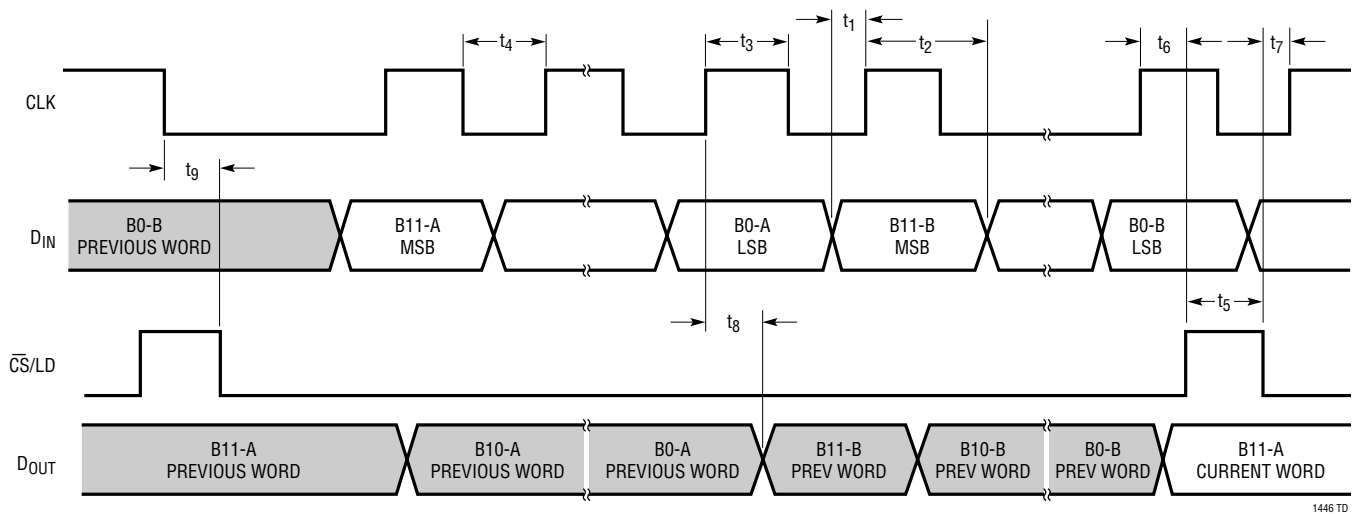 t1
t4
t3
t2
t6
t7
CLK
t9
DIN
B0-B
PREVIOUS WORD
B11-A
MSB
B0-A
LSB
B11-B
MSB
B0-B
LSB
t8
t5
CS/LD
DOUT
B11-A
PREVIOUS WORD
B10-A
PREVIOUS WORD
B0-A
PREVIOUS WORD
B11-B
PREV WORD
B10-B
PREV WORD
B0-B
PREV WORD
B11-A
CURRENT WORD
1446 TD